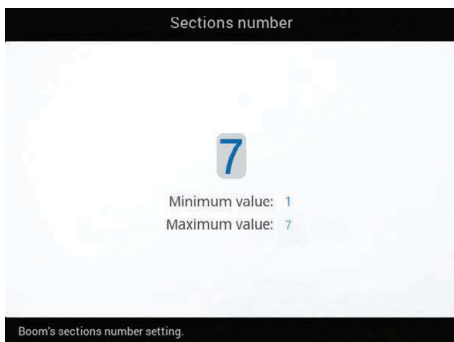 Sections number
7
Minimum value: 1
Maximum value: 7
Boom's sections number setting.